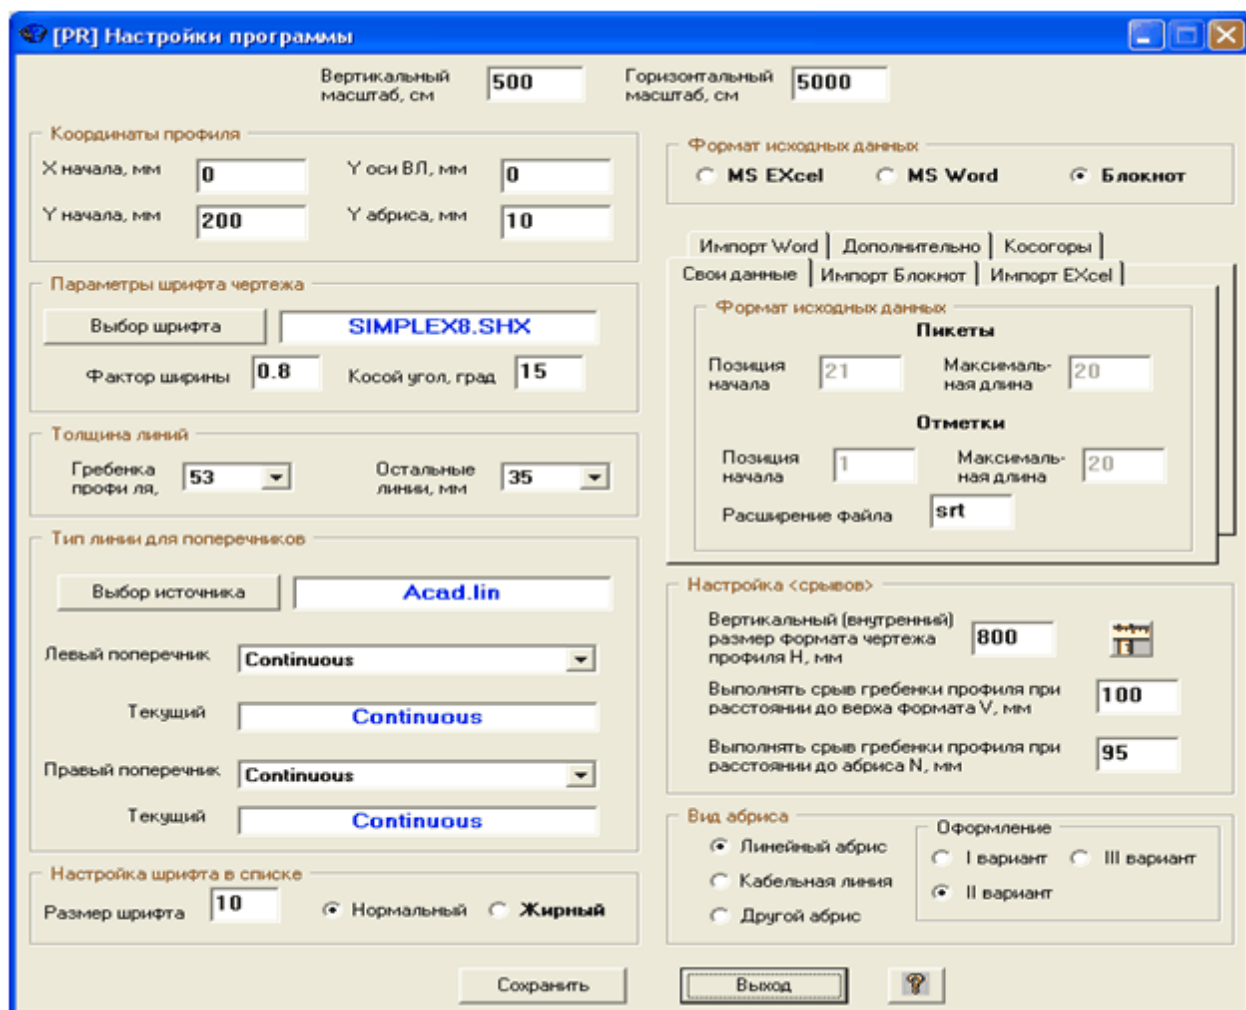 [PR] Настройки программы
Вертикальный масштаб, см
500
Горизонтальный масштаб, см
5000
Координаты профиля
X начала, мм
0
Y оси ВЛ, мм
0
Y начала, мм
200
Y абриса, мм
10
Параметры шрифта чертежа
Выбор шрифта
SIMPLEX8.SHX
Фактор ширины
0.8
Косой угол, град
15
Толщина линий
Гребенка профи ля,
53
Остальные линии, мм
35
Тип линии для поперечников
Выбор источника
Acad.lin
Левый поперечник
Continuous
Текущий
Continuous
Правый поперечник
Continuous
Текущий
Continuous
Настройка шрифта в списке
Размер шрифта
10
Нормальный
Жирный
Формат исходных данных
MS EXcel
MS Word
Блокнот
Импорт Word
Дополнительно
Косогоры
Свои данные
Импорт Блокнот
Импорт EXcel
Формат исходных данных
Пикеты
Позиция начала
21
Максималь-
ная длина
20
Отметки
Позиция начала
1
Максималь-
ная длина
20
Расширение файла
srt
Настройка <срывов>
Вертикальный (внутренний)
размер формата чертежа
профиля H, мм
800
Выполнять срыв гребенки профиля при
расстоянии до верха формата V, мм
100
Выполнять срыв гребенки профиля при
расстоянии до абриса N, мм
95
Вид абриса
Линейный абрис
Кабельная линия
Другой абрис
Оформление
I вариант
III вариант
II вариант
Сохранить
Выход
?